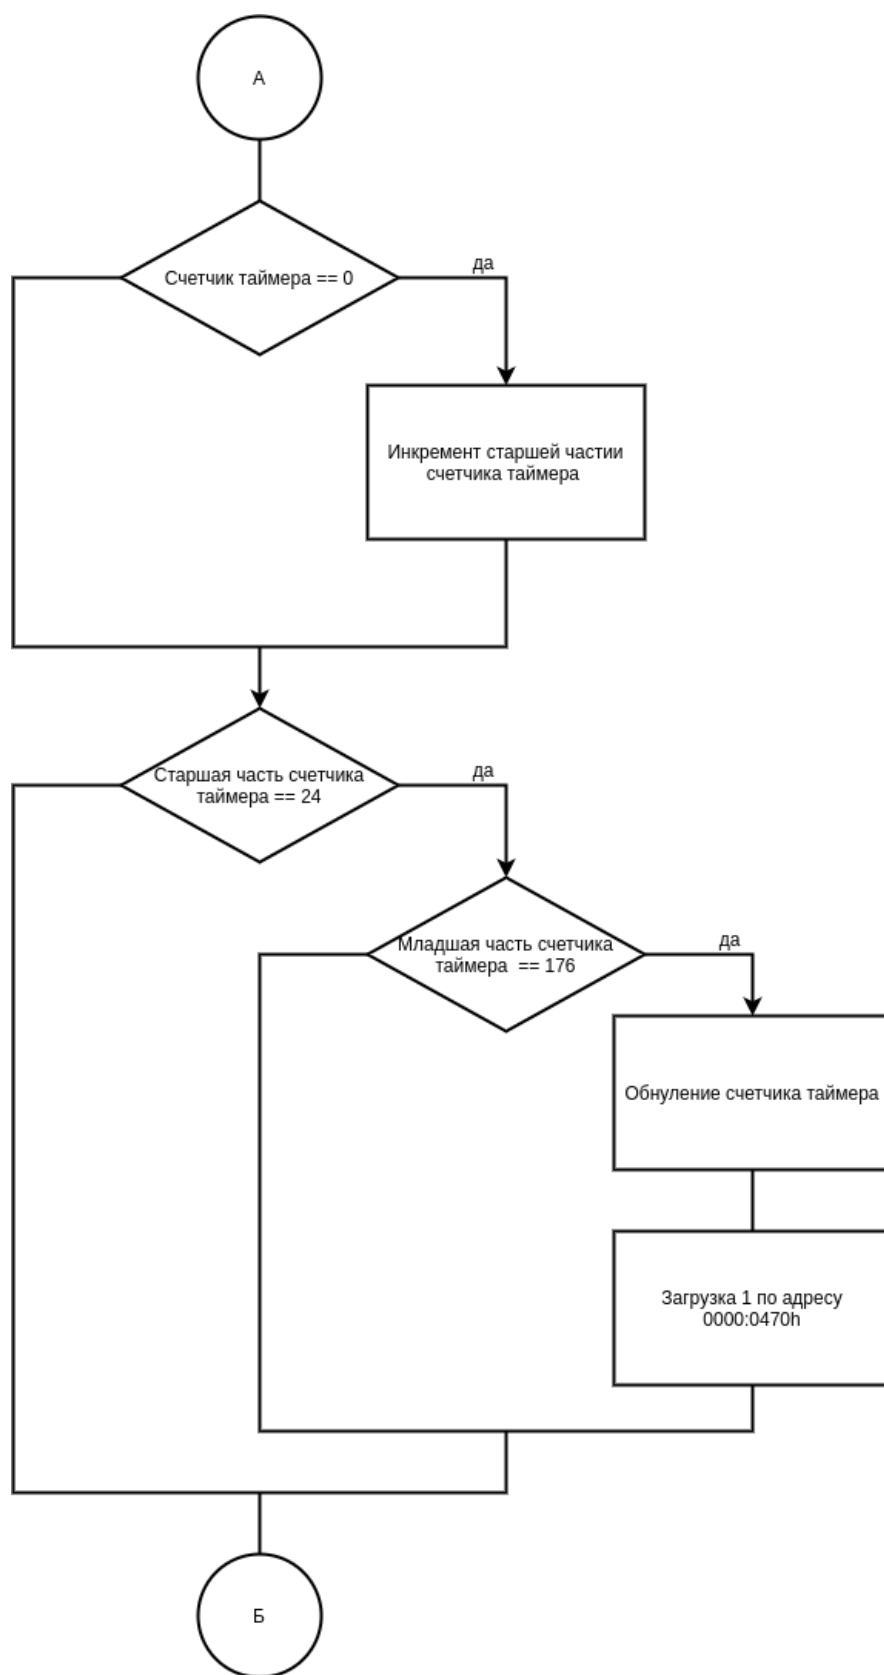 А
Счетчик таймера == 0
да
Инкремент старшей частии
счетчика таймера
Старшая часть счетчика
таймера == 24
да
Младшая часть счетчика
таймера == 176
да
Обнуление счетчика таймера
Загрузка 1 по адресу
0000:0470h
Б